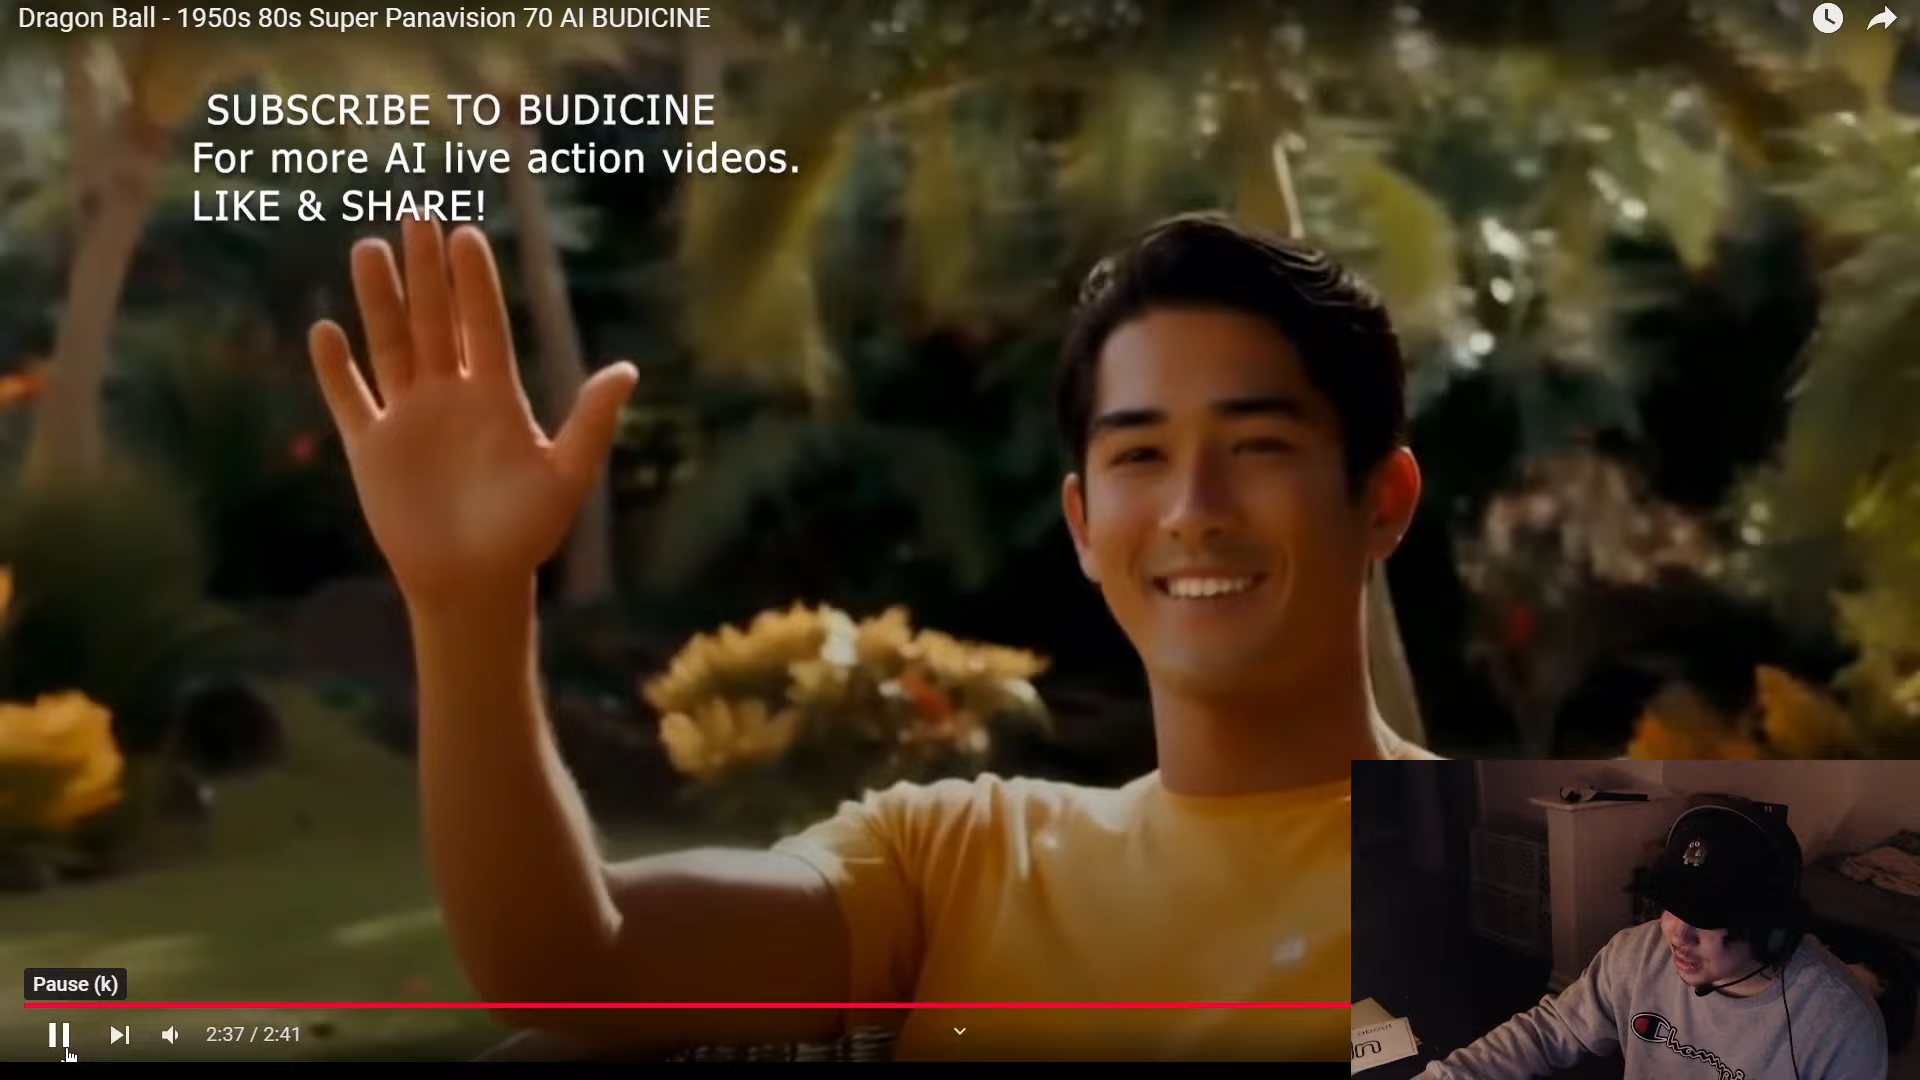 Dragon Ball - 1950s 80s Super Panavision 70 AI BUDICINE
SUBSCRIBE TO BUDICINE
For more AI live action videos.
LIKE & SHARE!
Pause (k)
2:37 / 2:41
Champion